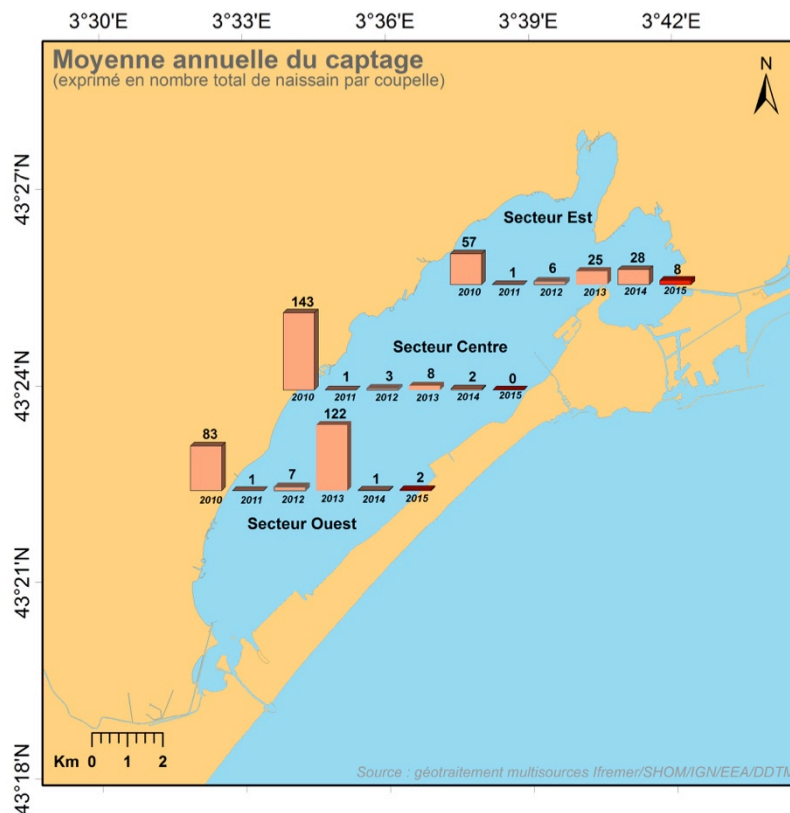 3°30'E 3°33'E 3°36'E 3°39'E 3°42'E
Moyenne annuelle du captage
(exprimé en nombre total de naissain par coupelle)
N
43°27'N
Secteur Est
57 1 6 25 28 8
2010 2011 2012 2013 2014 2015
43°24'N
Secteur Centre
143 1 3 8 2 0
2010 2011 2012 2013 2014 2015
Secteur Ouest
83 1 7 122 1 2
2010 2011 2012 2013 2014 2015
43°21'N
Km 0 1 2
Source : géotraitement multisources Ifremer/SHOM/IGN/EEA/DDTM
43°18'N